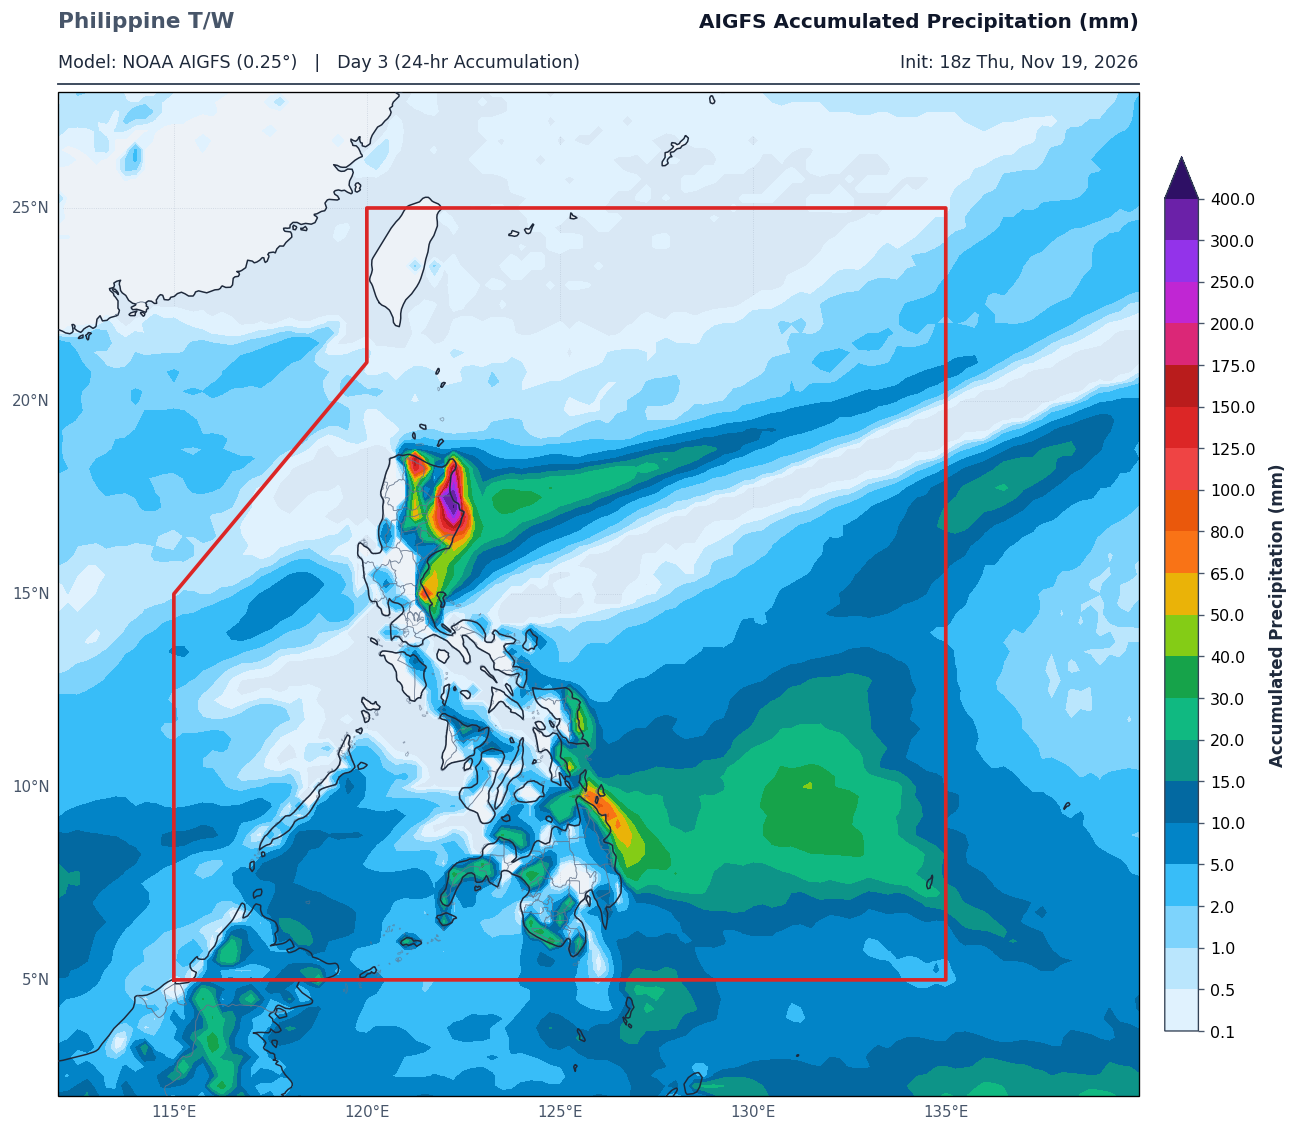 Philippine T/W
AIGFS Accumulated Precipitation (mm)
Model: NOAA AIGFS (0.25°)   |   Day 3 (24-hr Accumulation)
Init: 18z Thu, Nov 19, 2026
25°N
20°N
15°N
10°N
5°N
115°E
120°E
125°E
130°E
135°E
400.0
300.0
250.0
200.0
175.0
150.0
125.0
100.0
80.0
65.0
50.0
40.0
30.0
20.0
15.0
10.0
5.0
2.0
1.0
0.5
0.1
Accumulated Precipitation (mm)